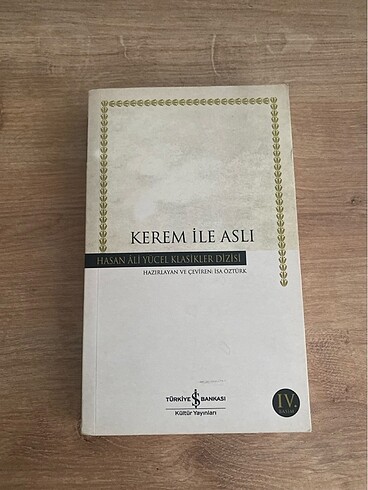 KEREM İLE ASLI
HASAN ÂLİ YÜCEL KLASİKLER DİZİSİ
HAZIRLAYAN VE ÇEVİREN: İSA ÖZTÜRK
TÜRKİYE İŞ BANKASI
Kültür Yayınları
IV.
BASIM